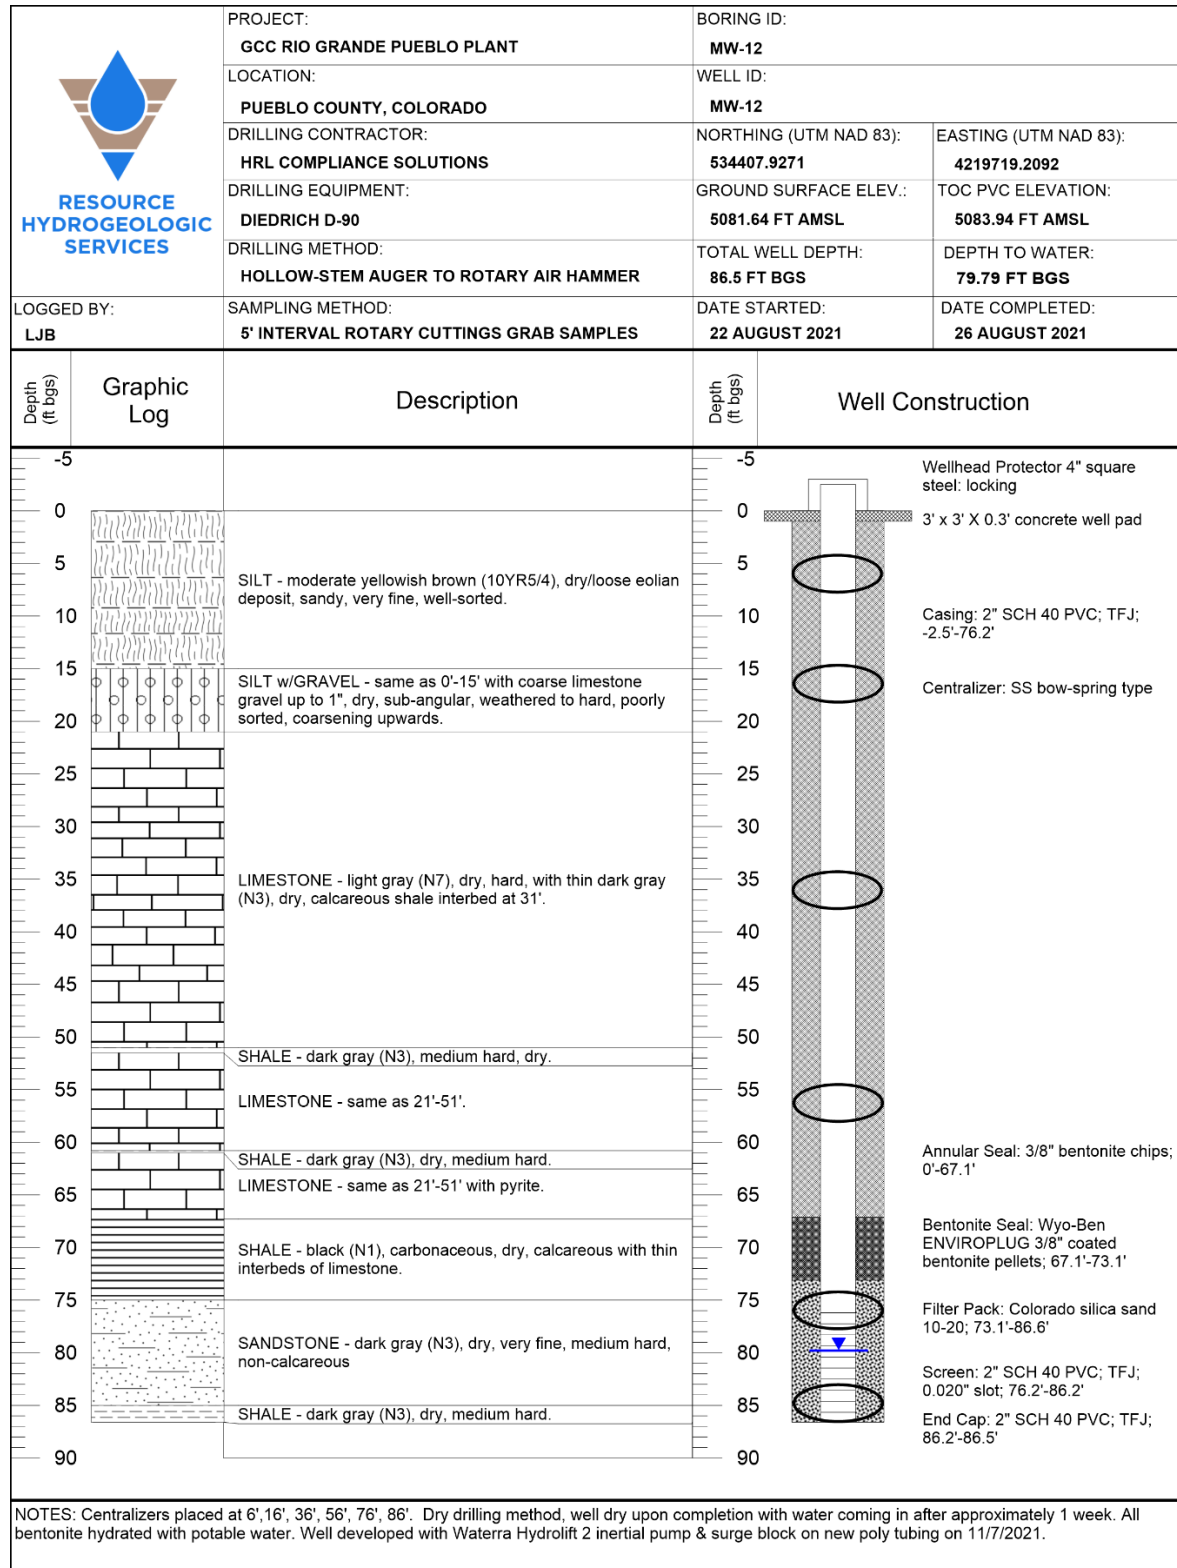 RESOURCE
HYDROGEOLOGIC
SERVICES
PROJECT:
GCC RIO GRANDE PUEBLO PLANT
BORING ID:
MW-12
LOCATION:
PUEBLO COUNTY, COLORADO
WELL ID:
MW-12
DRILLING CONTRACTOR:
HRL COMPLIANCE SOLUTIONS
NORTHING (UTM NAD 83):
534407.9271
EASTING (UTM NAD 83):
4219719.2092
DRILLING EQUIPMENT:
DIEDRICH D-90
GROUND SURFACE ELEV.:
5081.64 FT AMSL
TOC PVC ELEVATION:
5083.94 FT AMSL
DRILLING METHOD:
HOLLOW-STEM AUGER TO ROTARY AIR HAMMER
TOTAL WELL DEPTH:
86.5 FT BGS
DEPTH TO WATER:
79.79 FT BGS
LOGGED BY:
LJB
SAMPLING METHOD:
5' INTERVAL ROTARY CUTTINGS GRAB SAMPLES
DATE STARTED:
22 AUGUST 2021
DATE COMPLETED:
26 AUGUST 2021
Depth
(ft bgs)
Graphic
Log
Description
Depth
(ft bgs)
Well Construction
-5
0
5
10
15
20
25
30
35
40
45
50
55
60
65
70
75
80
85
90
SILT - moderate yellowish brown (10YR5/4), dry/loose eolian
deposit, sandy, very fine, well-sorted.
SILT w/GRAVEL - same as 0'-15' with coarse limestone
gravel up to 1", dry, sub-angular, weathered to hard, poorly
sorted, coarsening upwards.
LIMESTONE - light gray (N7), dry, hard, with thin dark gray
(N3), dry, calcareous shale interbed at 31'.
SHALE - dark gray (N3), medium hard, dry.
LIMESTONE - same as 21'-51'.
SHALE - dark gray (N3), dry, medium hard.
LIMESTONE - same as 21'-51' with pyrite.
SHALE - black (N1), carbonaceous, dry, calcareous with thin
interbeds of limestone.
SANDSTONE - dark gray (N3), dry, very fine, medium hard,
non-calcareous
SHALE - dark gray (N3), dry, medium hard.
-5
0
5
10
15
20
25
30
35
40
45
50
55
60
65
70
75
80
85
90
Wellhead Protector 4" square
steel: locking
3' x 3' X 0.3' concrete well pad
Casing: 2" SCH 40 PVC; TFJ;
-2.5'-76.2'
Centralizer: SS bow-spring type
Annular Seal: 3/8" bentonite chips;
0'-67.1'
Bentonite Seal: Wyo-Ben
ENVIROPLUG 3/8" coated
bentonite pellets; 67.1'-73.1'
Filter Pack: Colorado silica sand
10-20; 73.1'-86.6'
Screen: 2" SCH 40 PVC; TFJ;
0.020" slot; 76.2'-86.2'
End Cap: 2" SCH 40 PVC; TFJ;
86.2'-86.5'
NOTES: Centralizers placed at 6',16', 36', 56', 76', 86'. Dry drilling method, well dry upon completion with water coming in after approximately 1 week. All
bentonite hydrated with potable water. Well developed with Waterra Hydrolift 2 inertial pump & surge block on new poly tubing on 11/7/2021.